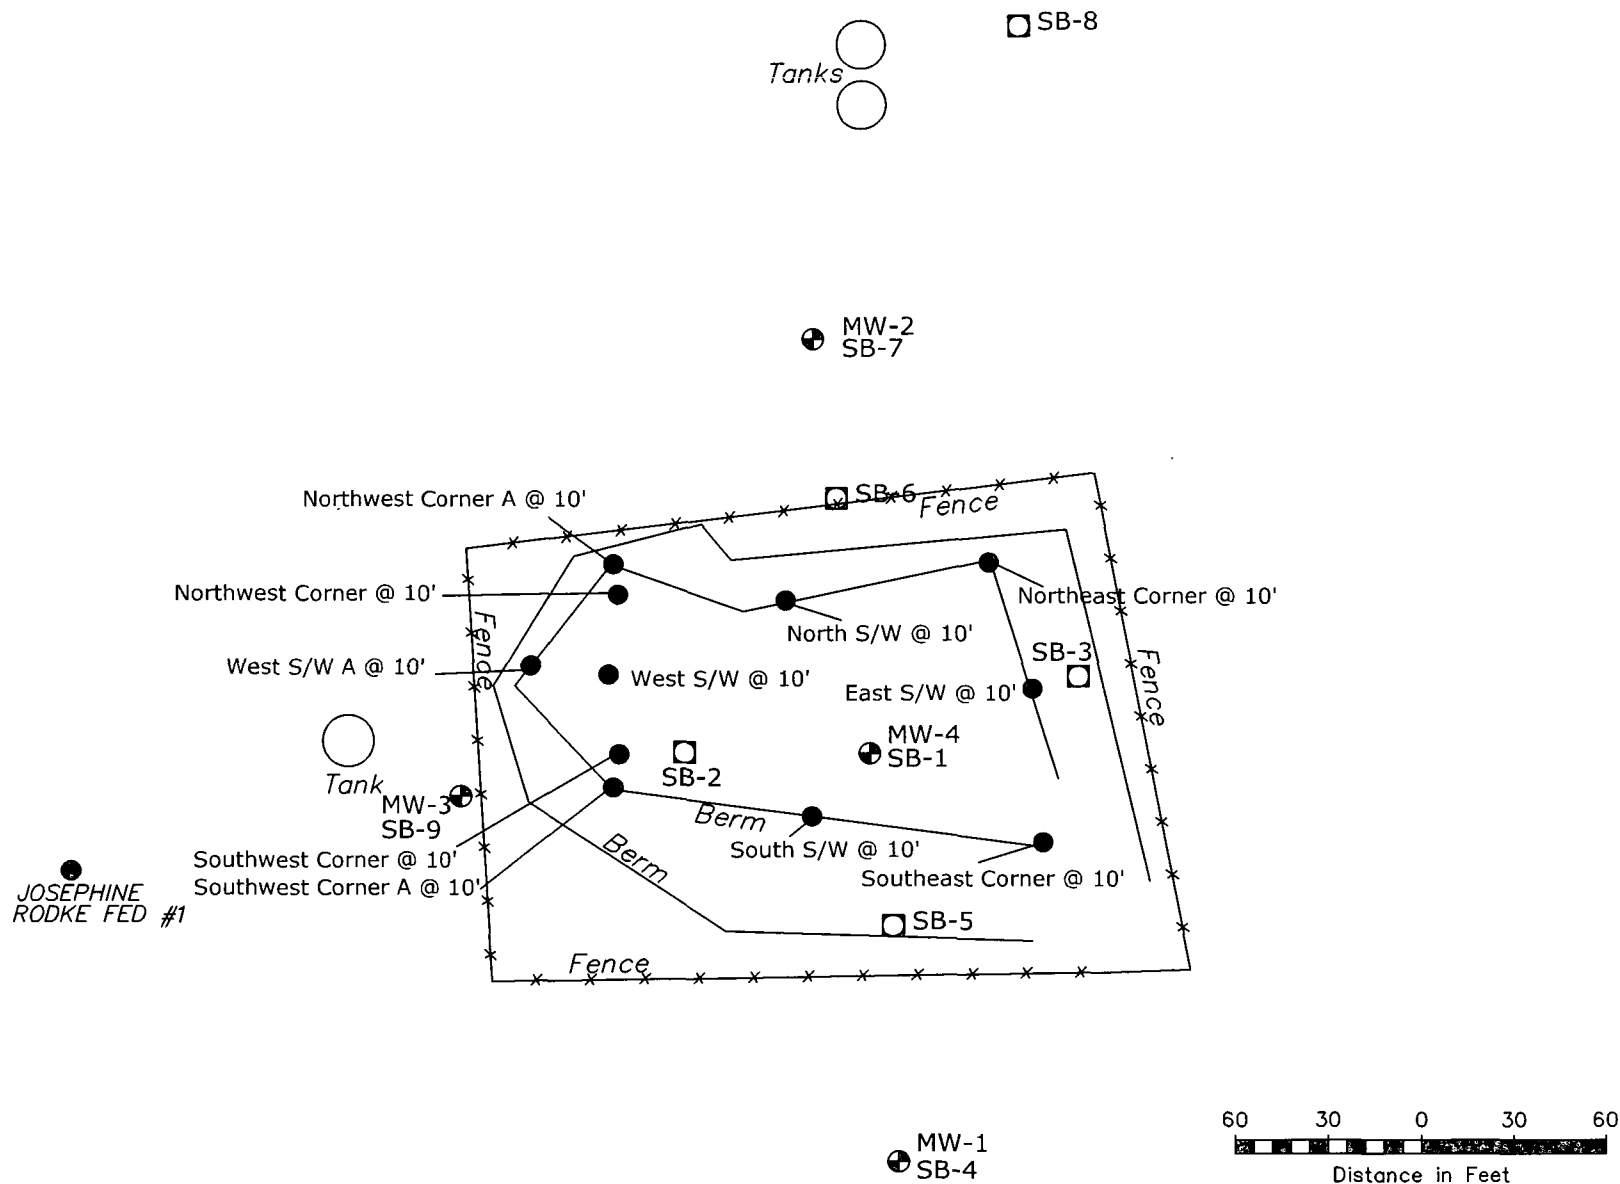 SB-8
Tanks
MW-2
SB-7
Northwest Corner A @ 10'
SB-6
Fence
Northwest Corner @ 10'
Northeast Corner @ 10'
Fence
North S/W @ 10'
SB-3
West S/W A @ 10'
West S/W @ 10'
East S/W @ 10'
Fence
MW-4
SB-1
SB-2
Tank
MW-3
SB-9
Berm
Berm
South S/W @ 10'
Southwest Corner @ 10'
Southwest Corner A @ 10'
Southeast Corner @ 10'
JOSEPHINE
RODKE FED #1
SB-5
Fence
MW-1
SB-4
60 30 0 30 60
Distance in Feet